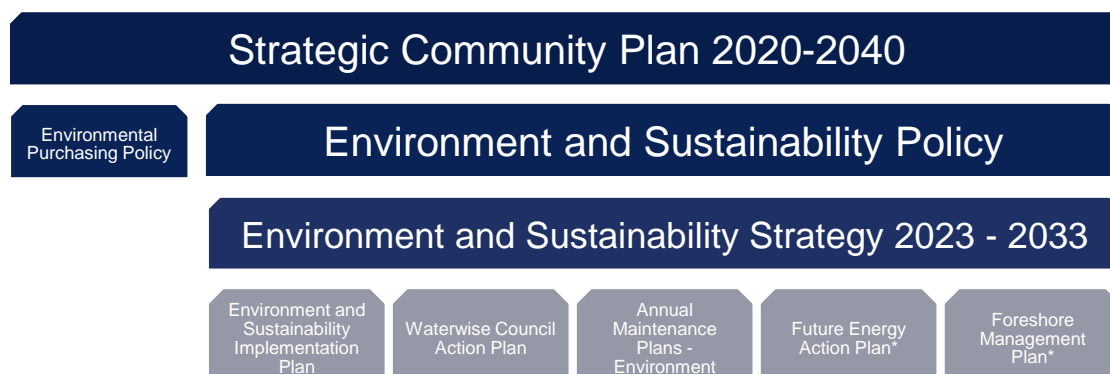 Strategic Community Plan 2020-2040
Environmental
Purchasing Policy
Environment and Sustainability Policy
Environment and Sustainability Strategy 2023 - 2033
Environment and
Sustainability
Implementation
Plan
Waterwise Council
Action Plan
Annual
Maintenance
Plans -
Environment
Future Energy
Action Plan*
Foreshore
Management
Plan*